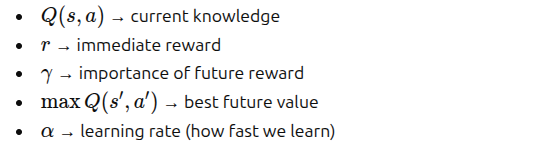 • Q(s, a) → current knowledge
• r → immediate reward
• γ → importance of future reward
• max Q(s′, a′) → best future value
• α → learning rate (how fast we learn)